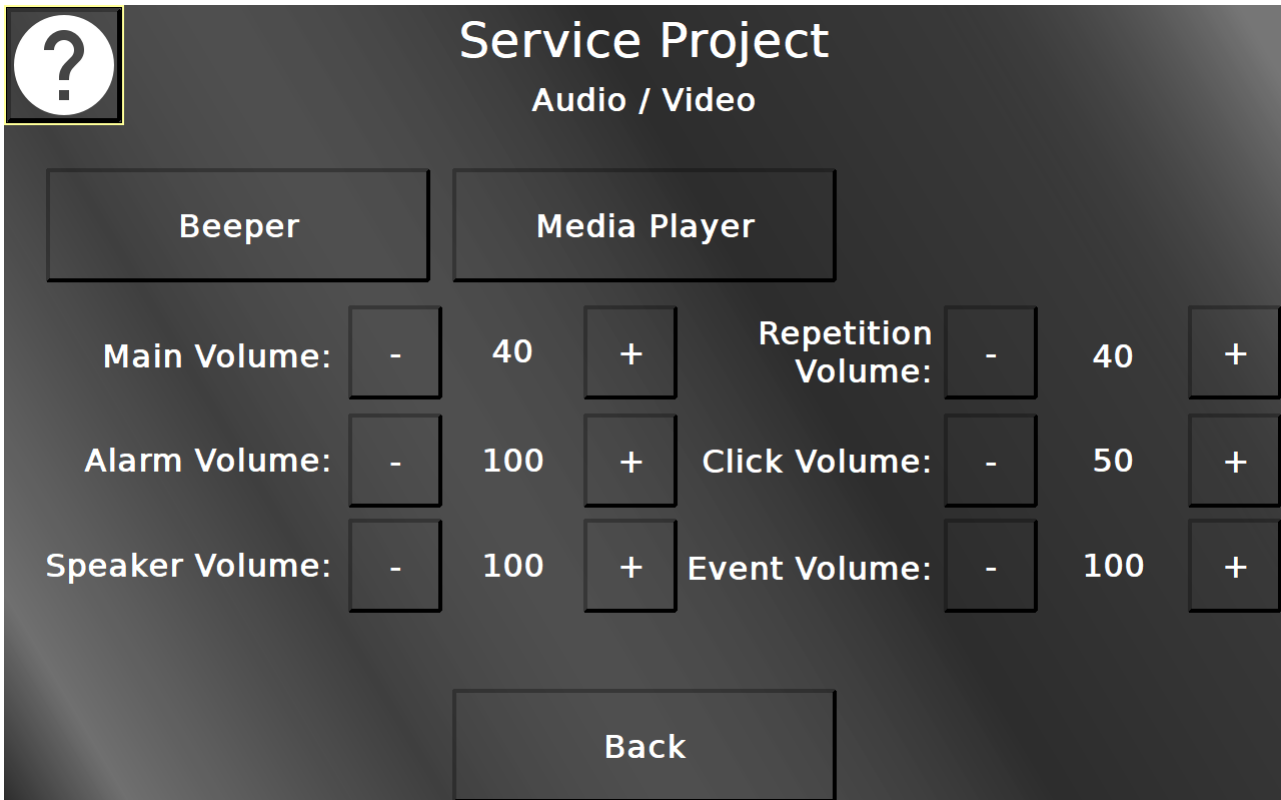 ?
Service Project
Audio / Video
Beeper
Media Player
Main Volume: - 40 +
Repetition
Volume: - 40 +
Alarm Volume: - 100 +
Click Volume: - 50 +
Speaker Volume: - 100 +
Event Volume: - 100 +
Back